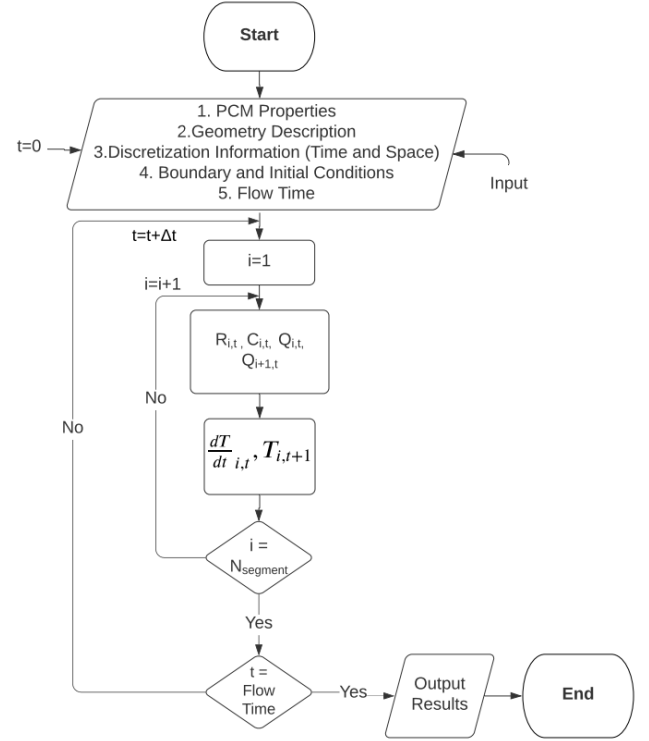 Start
1. PCM Properties
2.Geometry Description
t=0
3.Discretization Information (Time and Space)
4. Boundary and Initial Conditions
Input
5. Flow Time
t=t+Δt
i=1
i=i+1
Ri,t , Ci,t, Qi,t,
Qi+1,t
No
No
dT/dt i,t, Ti,t+1
i =
Nsegment
Yes
t =
Flow
Time
Yes
Output
Results
End